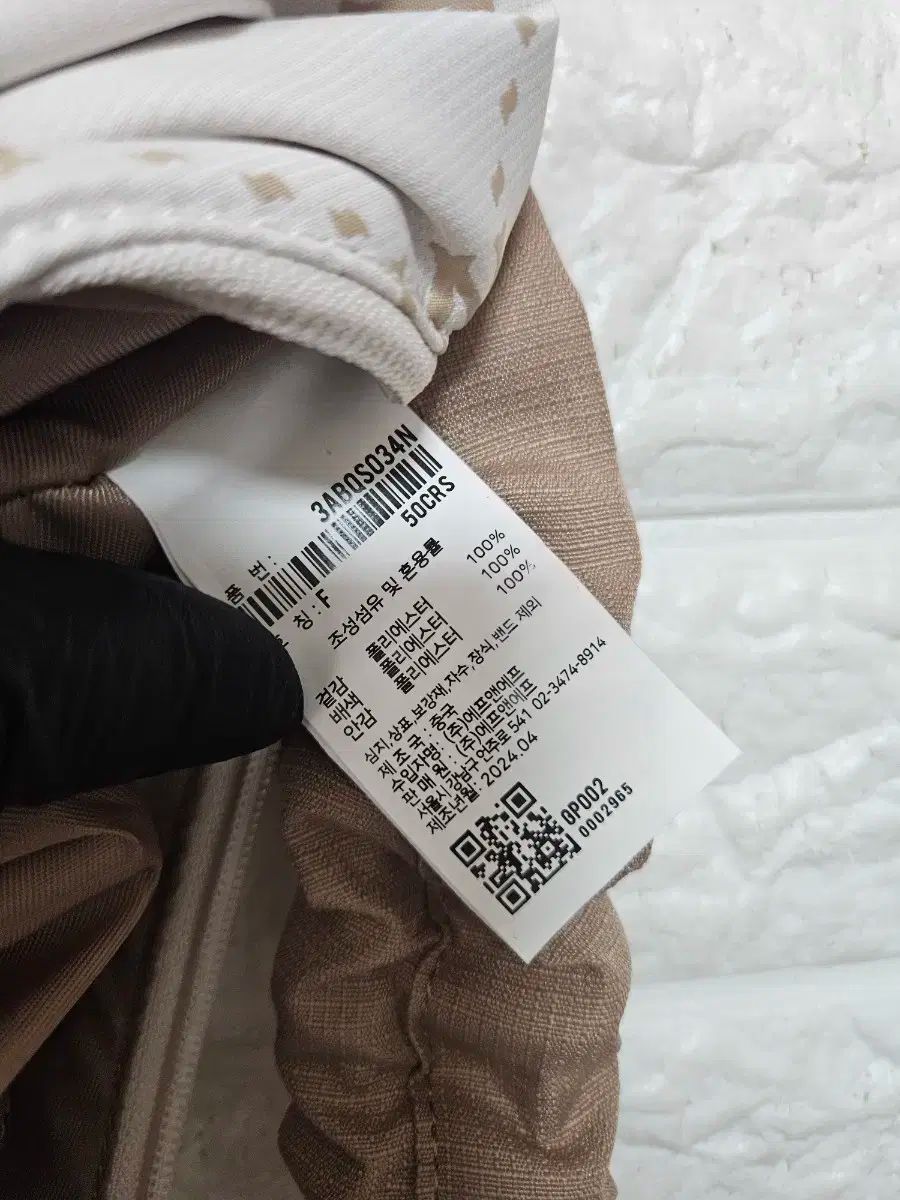 품 번 : 3ABQS034N
50CRS
칭 : F
조성섬유 및 혼용률
겉감 폴리에스터 100%
배색 폴리에스터 100%
안감 폴리에스터 100%
심지,상표,보강재,자수,장식,밴드 제외
제 조 국 : 중국
수입자명 : (주)에프앤에프
판 매 원 : (주)에프앤에프
서울시강남구 언주로 541 02-3474-8914
제조년월 : 2024.04
GP002
0002965